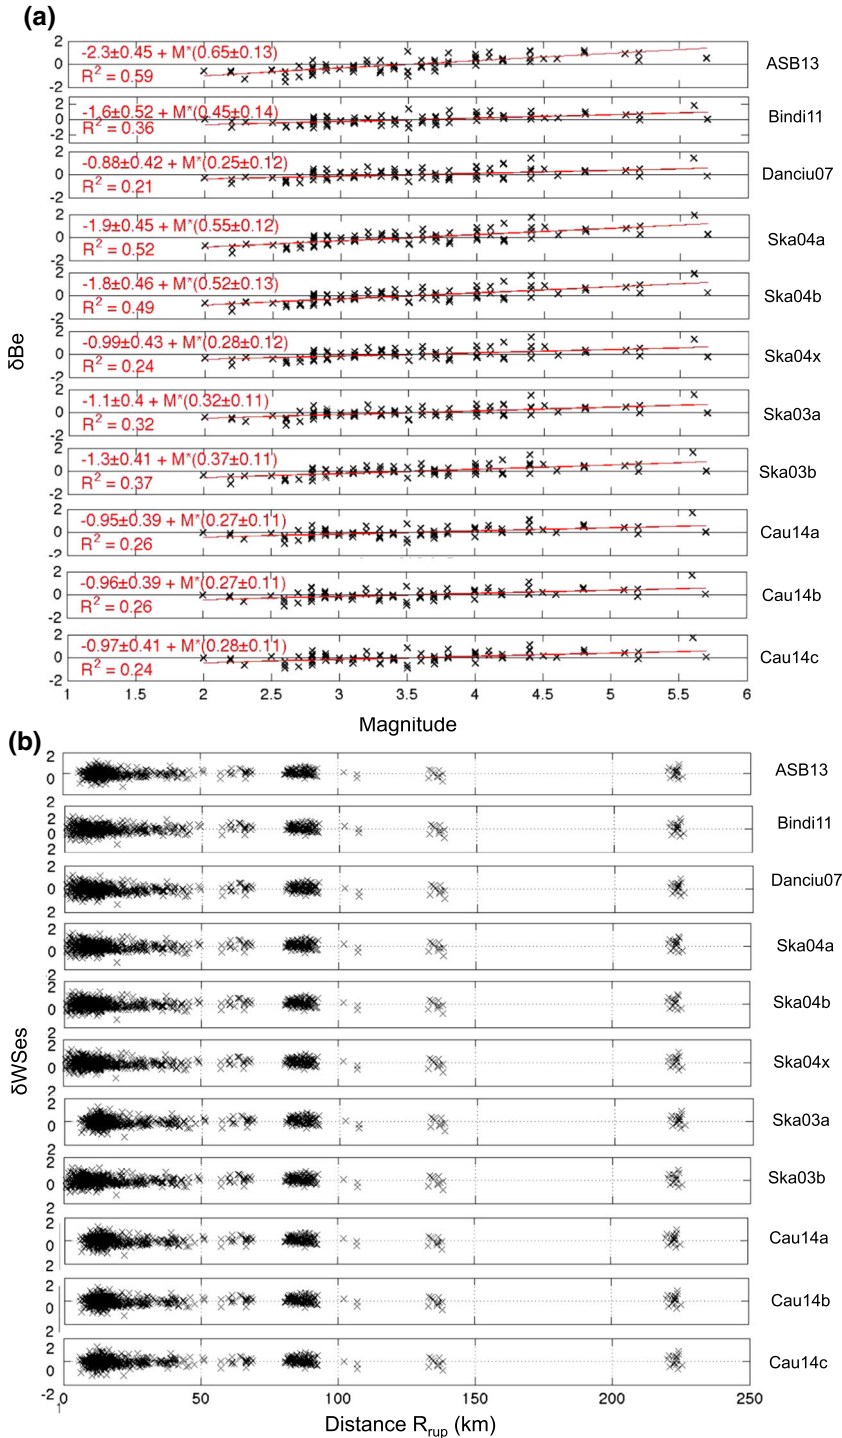 (a)
2
-2.3±0.45 + M*(0.65±0.13)
0
ASB13
R² = 0.59
-2
2
-1.6±0.52 + M*(0.45±0.14)
0
Bindi11
R² = 0.36
-2
2
-0.88±0.42 + M*(0.25±0.12)
0
Danciu07
R² = 0.21
-2
2
-1.9±0.45 + M*(0.55±0.12)
0
Ska04a
R² = 0.52
-2
2
-1.8±0.46 + M*(0.52±0.13)
0
Ska04b
R² = 0.49
-2
2
-0.99±0.43 + M*(0.28±0.12)
0
Ska04x
R² = 0.24
-2
δBe
2
-1.1±0.4 + M*(0.32±0.11)
0
Ska03a
R² = 0.32
-2
2
-1.3±0.41 + M*(0.37±0.11)
0
Ska03b
R² = 0.37
-2
2
-0.95±0.39 + M*(0.27±0.11)
0
Cau14a
R² = 0.26
-2
2
-0.96±0.39 + M*(0.27±0.11)
0
Cau14b
R² = 0.26
-2
2
-0.97±0.41 + M*(0.28±0.11)
0
Cau14c
R² = 0.24
-2
1 1.5 2 2.5 3 3.5 4 4.5 5 5.5 6
Magnitude
(b)
2
0
ASB13
2
2
0
Bindi11
2
2
0
Danciu07
2
2
0
Ska04a
2
2
0
Ska04b
2
2
0
Ska04x
2
δWSes
2
0
Ska03a
2
2
0
Ska03b
2
2
0
Cau14a
2
2
0
Cau14b
2
2
0
Cau14c
-2
0 50 100 150 200 250
Distance Rrup (km)